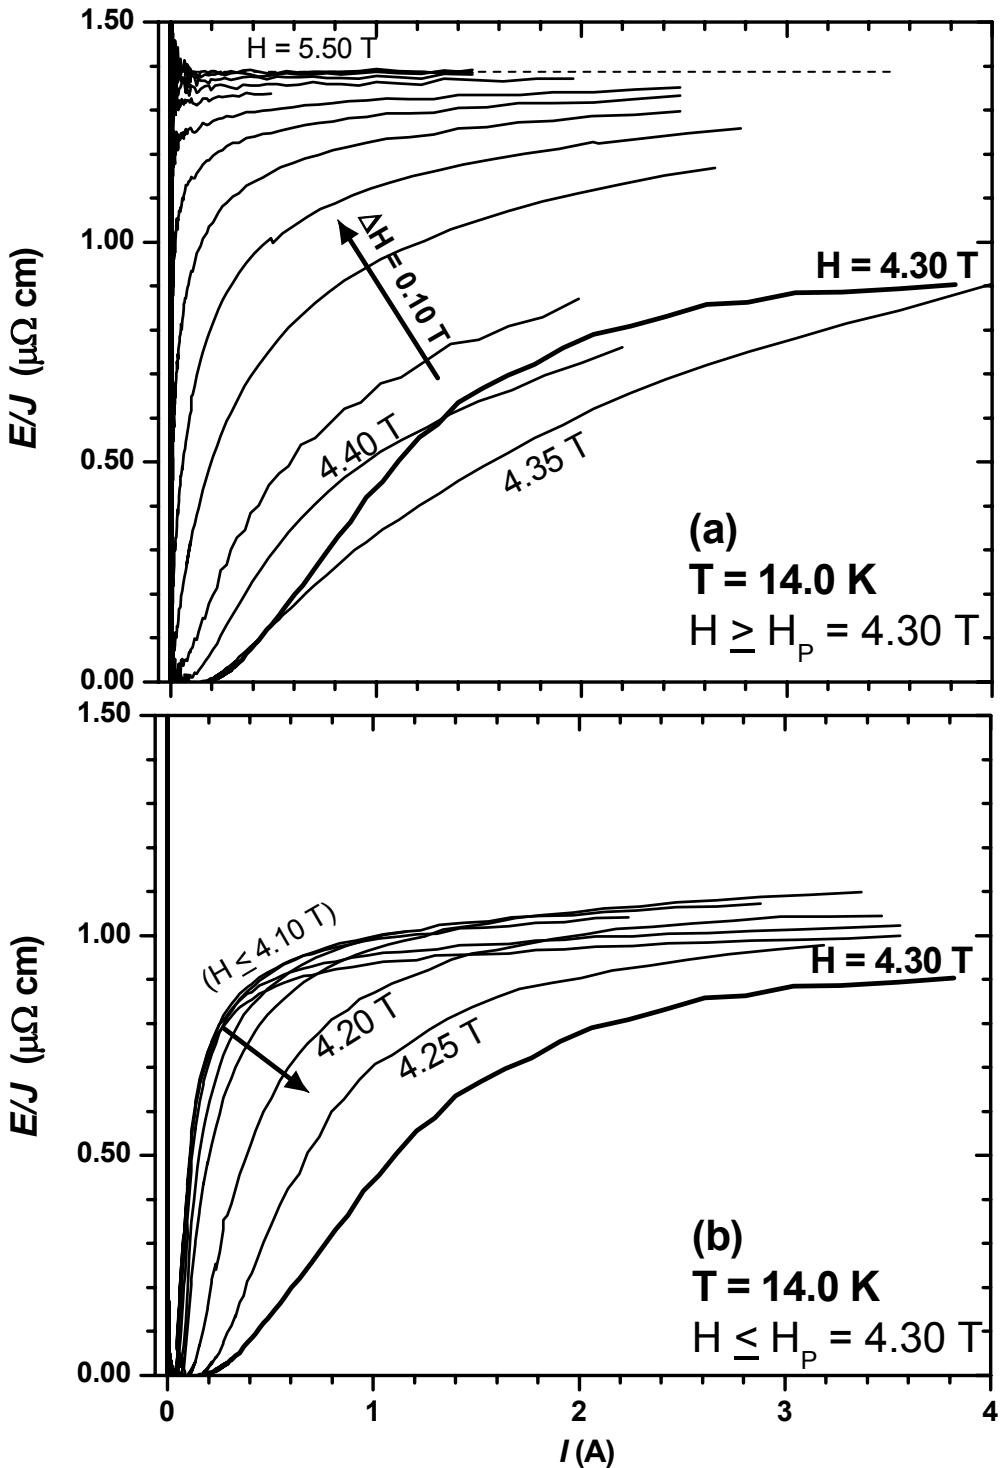 1.50
H = 5.50 T
ΔH = 0.10 T
1.00
H = 4.30 T
E/J (μΩ cm)
4.40 T
0.50
4.35 T
(a)
T = 14.0 K
H ≥ H_P = 4.30 T
0.00
1.50
(H ≤ 4.10 T)
1.00
H = 4.30 T
4.20 T
4.25 T
E/J (μΩ cm)
0.50
(b)
T = 14.0 K
H ≤ H_P = 4.30 T
0.00
0 1 2 3 4
I (A)